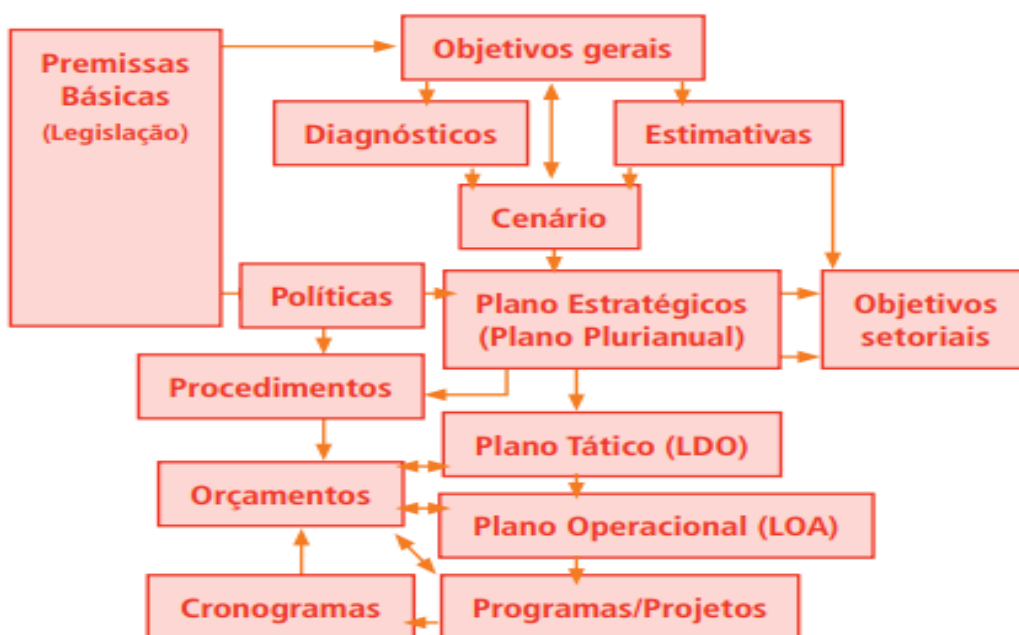 Premissas
Básicas
(Legislação)
Objetivos gerais
Diagnósticos
Estimativas
Cenário
Políticas
Plano Estratégicos
(Plano Plurianual)
Objetivos
setoriais
Procedimentos
Plano Tático (LDO)
Orçamentos
Plano Operacional (LOA)
Cronogramas
Programas/Projetos